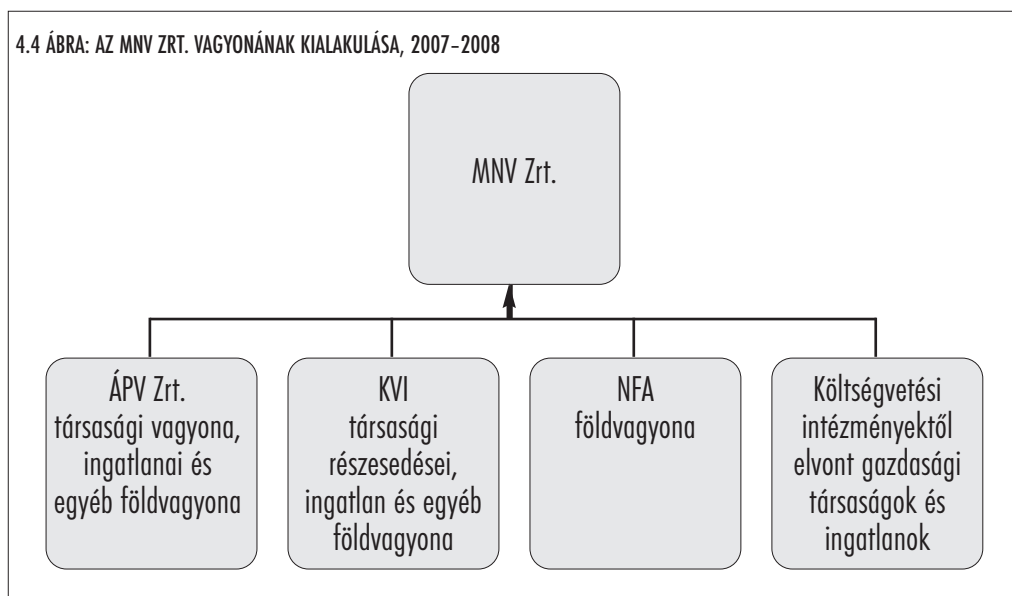 4.4 ÁBRA: AZ MNV ZRT. VAGYONÁNAK KIALAKULÁSA, 2007–2008
MNV Zrt.
ÁPV Zrt.
társasági vagyona,
ingatlanai és
egyéb földvagyona
KVI
társasági
részesedései,
ingatlan és egyéb
földvagyona
NFA
földvagyona
Költségvetési
intézményektől
elvont gazdasági
társaságok és
ingatlanok